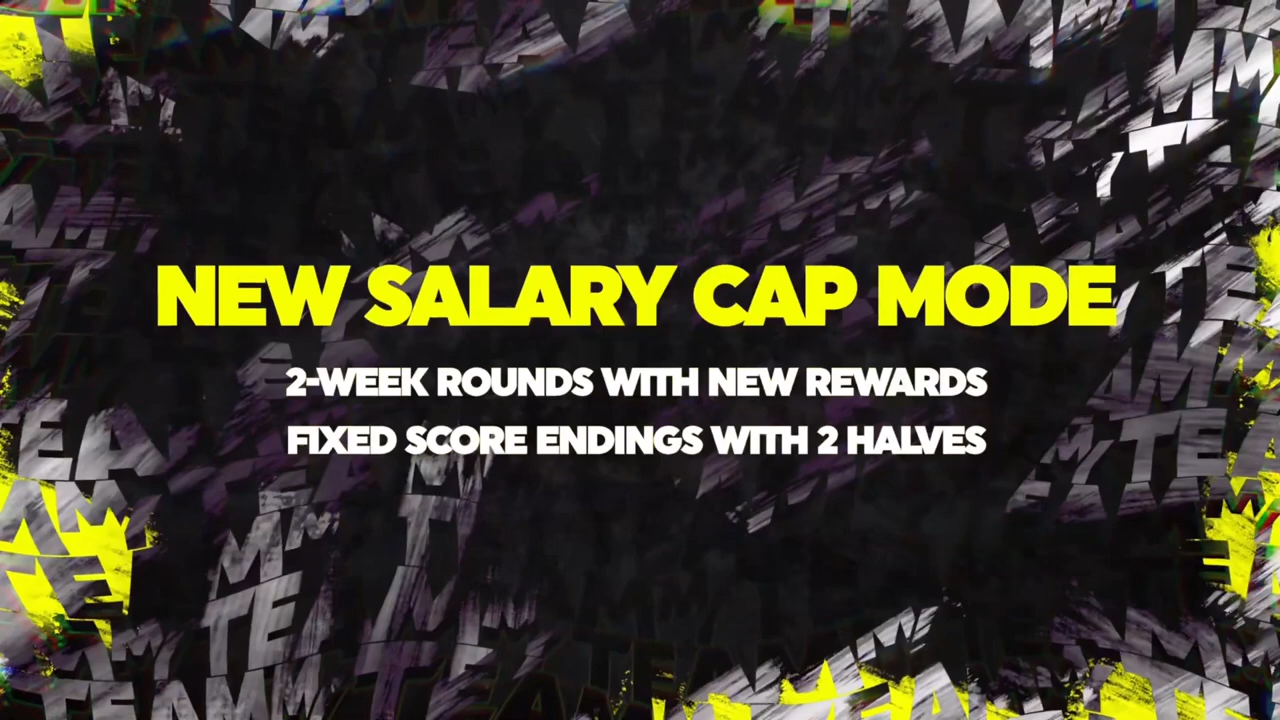 NEW SALARY CAP MODE
2-WEEK ROUNDS WITH NEW REWARDS
FIXED SCORE ENDINGS WITH 2 HALVES